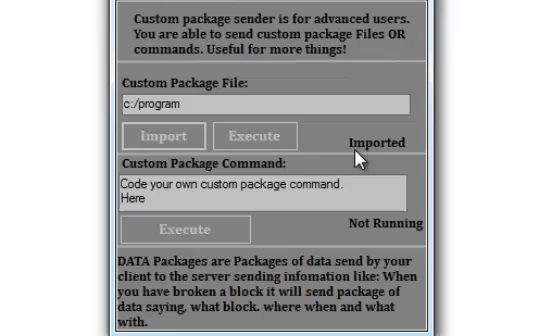 Custom package sender is for advanced users.
You are able to send custom package Files OR
commands. Useful for more things!
Custom Package File:
c:/program
Import
Execute
Imported
Custom Package Command:
Code your own custom package command.
Here
Execute
Not Running
DATA Packages are Packages of data send by your
client to the server sending infomation like: When
you have broken a block it will send package of
data saying, what block. where when and what
with.